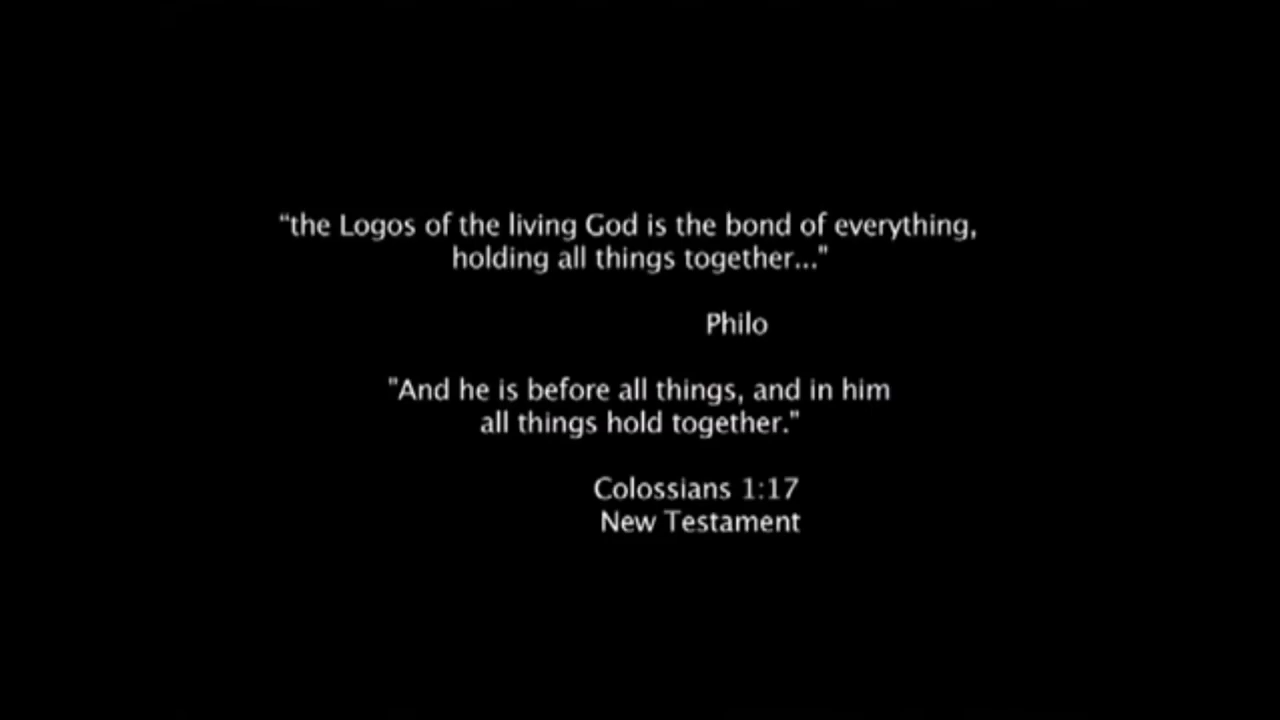 “the Logos of the living God is the bond of everything,
holding all things together..."
Philo
"And he is before all things, and in him
all things hold together."
Colossians 1:17
New Testament